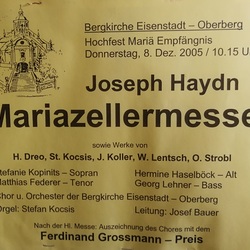 Bergkirche Eisenstadt – Oberberg
Hochfest Mariä Empfängnis
Donnerstag, 8. Dez. 2005 / 10.15 U
Joseph Haydn
Mariazellermesse
sowie Werke von
H. Dreo, St. Kocsis, J. Koller, W. Lentsch, O. Strobl
Stefanie Kopinits – Sopran
Hermine Haselböck – Alt
Matthias Federer - Tenor
Georg Lehner – Bass
Chor u. Orchester der Bergkirche Eisenstadt – Oberberg
Orgel: Stefan Kocsis
Leitung: Josef Bauer
Nach der Hl. Messe: Auszeichnung des Chores mit dem
Ferdinand Grossmann – Preis